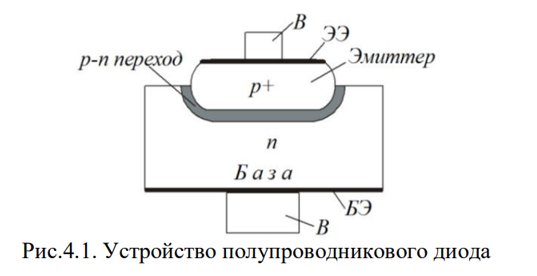 В
ЭЭ
р-п переход
Эмиттер
р+
п
База
БЭ
В
Рис.4.1. Устройство полупроводникового диода